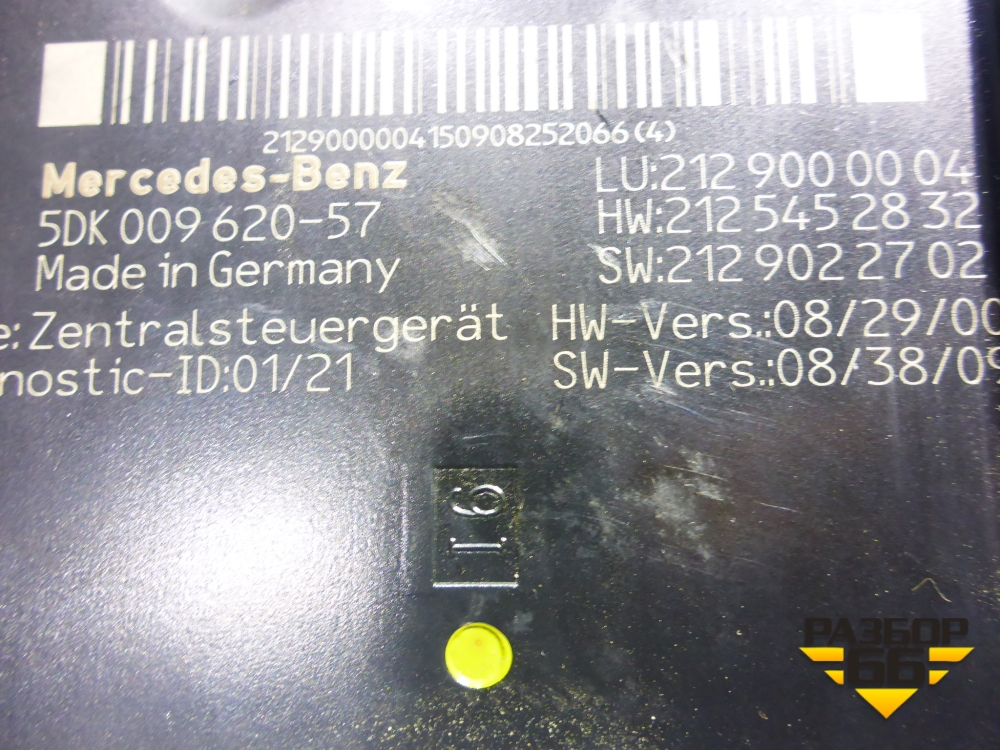 2129000004150908252066(4)
Mercedes-Benz
5DK 009 620-57
Made in Germany
LU:212 900 00 04
HW:212 545 28 32
SW:212 902 27 02
e: Zentralsteuergerät
nostic-ID:01/21
HW-Vers.:08/29/00
SW-Vers.:08/38/09
16
РАЗБОР
66